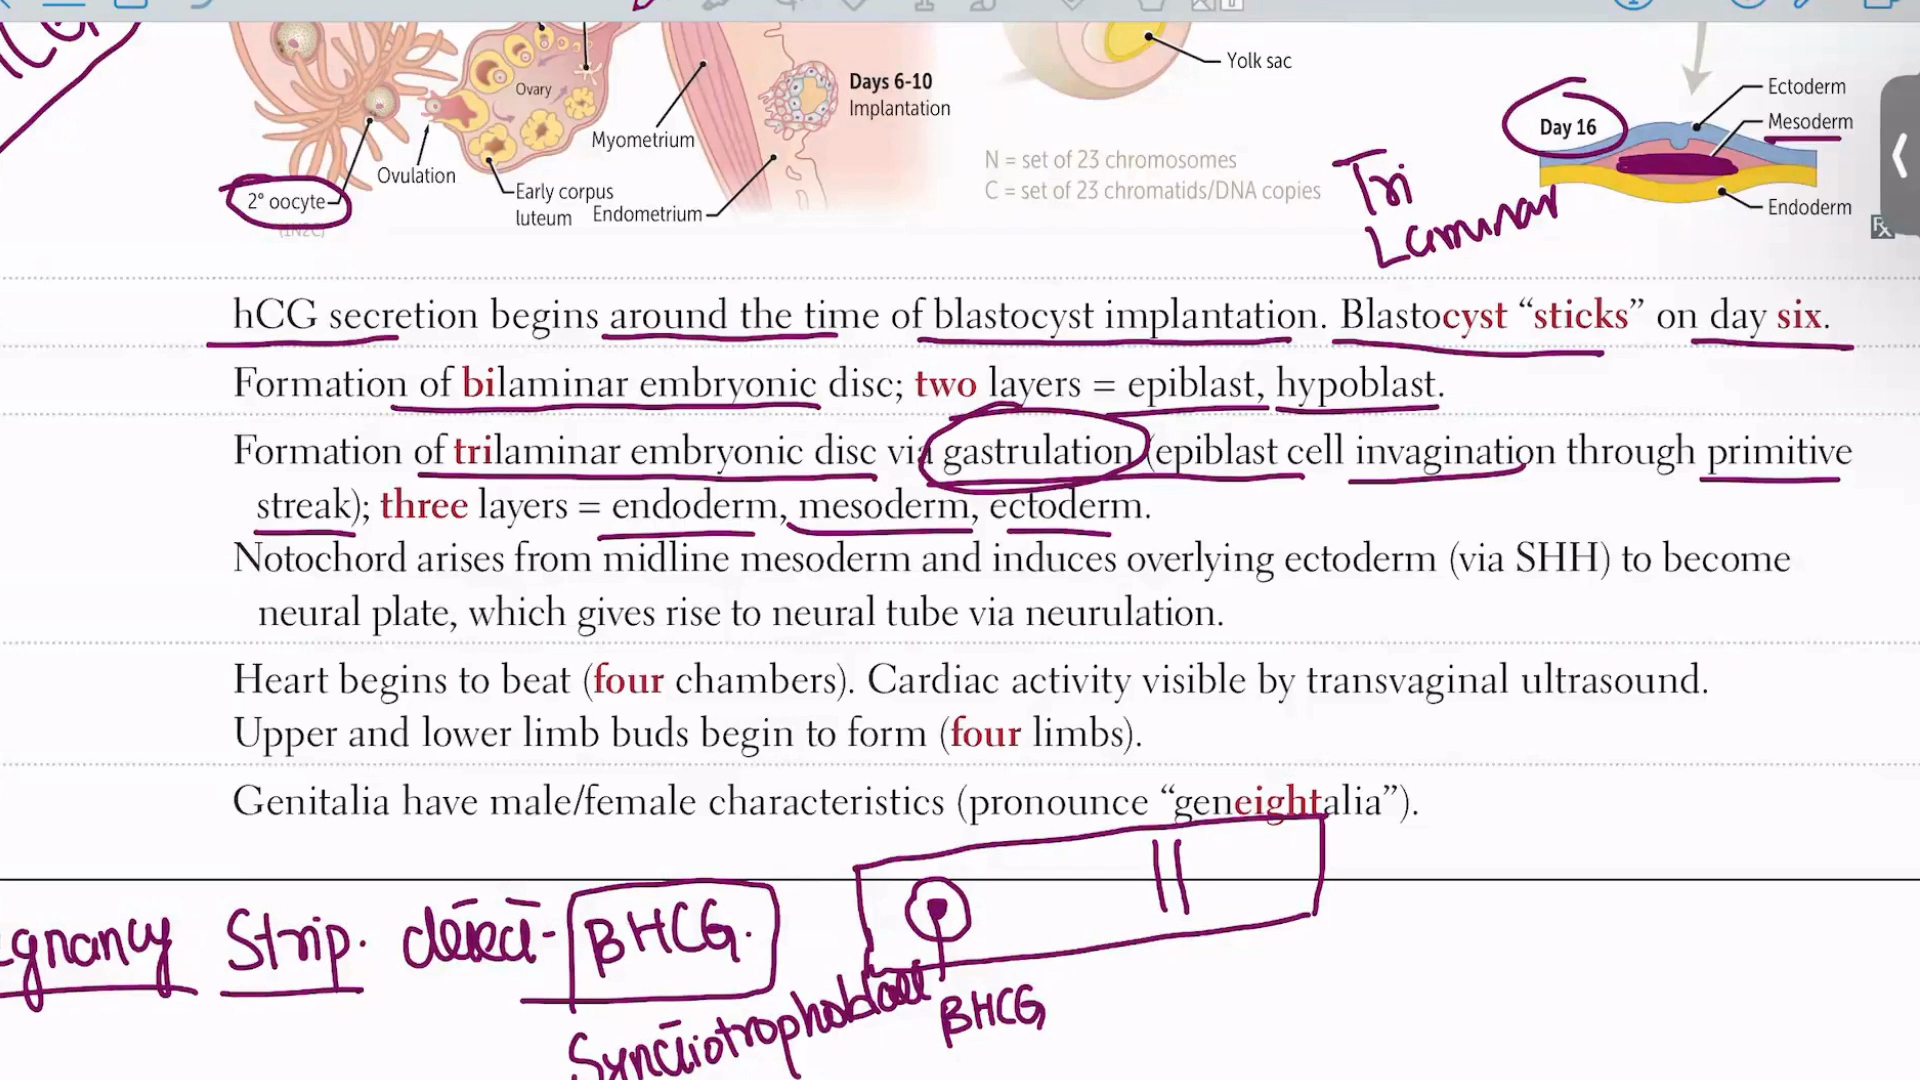 Yolk sac
Ovary
Days 6-10
Implantation
Myometrium
Ovulation
2° oocyte
(1N2C)
Early corpus
luteum
Endometrium
N = set of 23 chromosomes
C = set of 23 chromatids/DNA copies
Day 16
Ectoderm
Mesoderm
Endoderm
Tri
Laminar
Rx
hCG secretion begins around the time of blastocyst implantation. Blastocyst “sticks” on day six.
Formation of bilaminar embryonic disc; two layers = epiblast, hypoblast.
Formation of trilaminar embryonic disc via gastrulation (epiblast cell invagination through primitive
streak); three layers = endoderm, mesoderm, ectoderm.
Notochord arises from midline mesoderm and induces overlying ectoderm (via SHH) to become
neural plate, which gives rise to neural tube via neurulation.
Heart begins to beat (four chambers). Cardiac activity visible by transvaginal ultrasound.
Upper and lower limb buds begin to form (four limbs).
Genitalia have male/female characteristics (pronounce “geneightalia”).
egnancy Strip. detect- βHCG.
Syncitiotrophoblast
βHCG